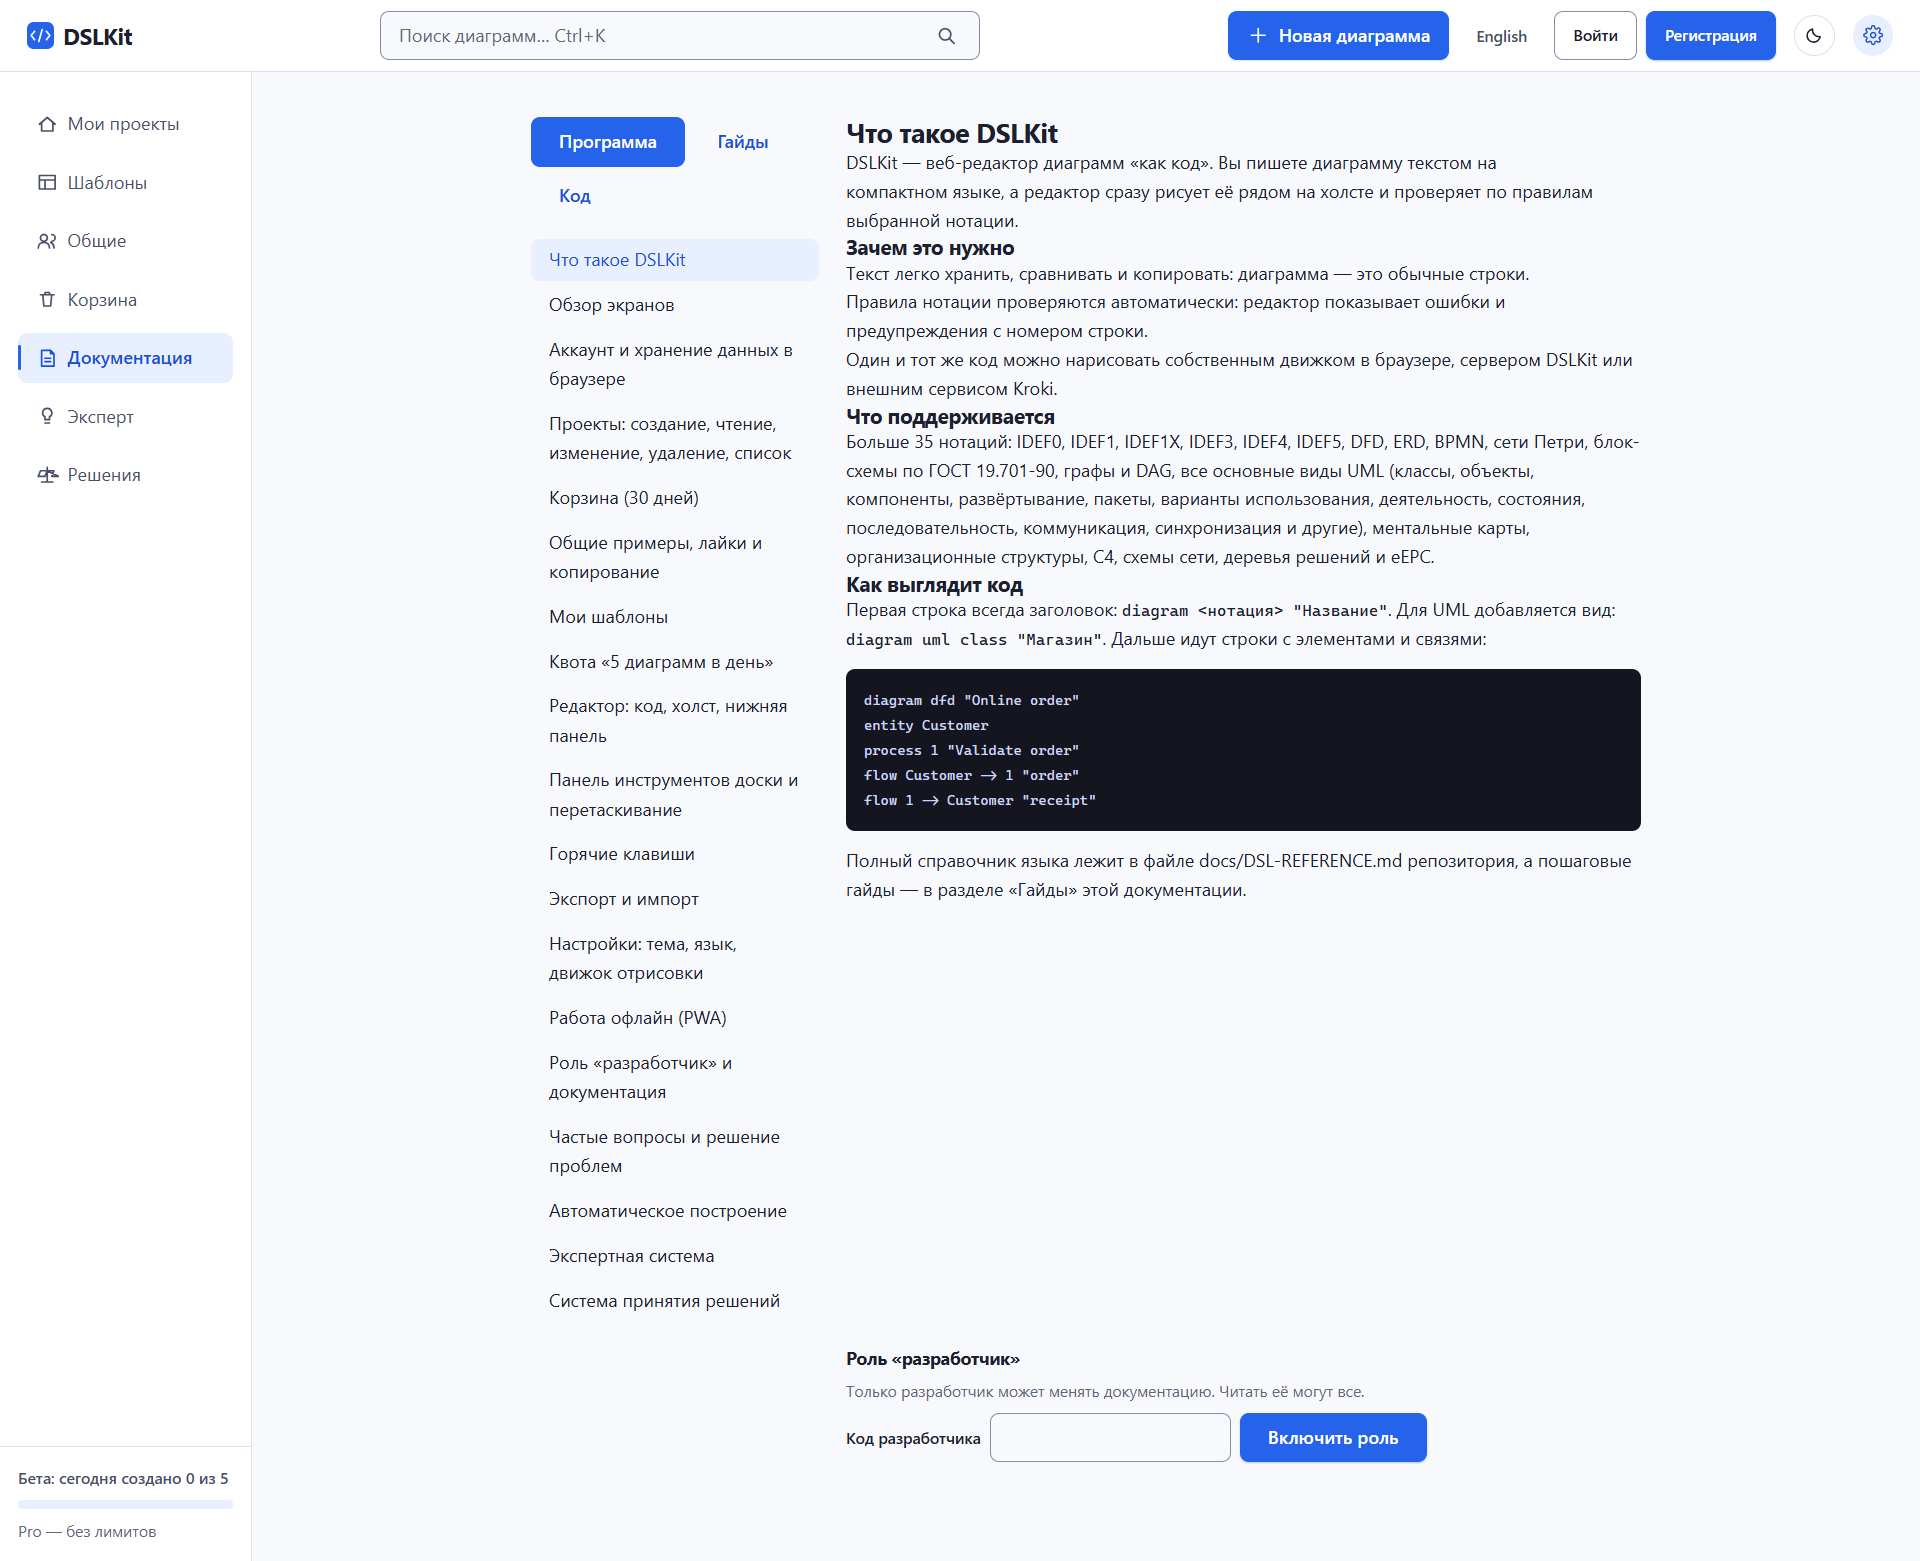 DSLKit
Поиск диаграмм... Ctrl+K
Новая диаграмма
English
Войти
Регистрация
Мои проекты
Шаблоны
Общие
Корзина
Документация
Эксперт
Решения
Бета: сегодня создано 0 из 5
Pro — без лимитов
Программа
Гайды
Код
Что такое DSLKit
Обзор экранов
Аккаунт и хранение данных в
браузере
Проекты: создание, чтение,
изменение, удаление, список
Корзина (30 дней)
Общие примеры, лайки и
копирование
Мои шаблоны
Квота «5 диаграмм в день»
Редактор: код, холст, нижняя
панель
Панель инструментов доски и
перетаскивание
Горячие клавиши
Экспорт и импорт
Настройки: тема, язык,
движок отрисовки
Работа офлайн (PWA)
Роль «разработчик» и
документация
Частые вопросы и решение
проблем
Автоматическое построение
Экспертная система
Система принятия решений
Что такое DSLKit
DSLKit — веб-редактор диаграмм «как код». Вы пишете диаграмму текстом на
компактном языке, а редактор сразу рисует её рядом на холсте и проверяет по правилам
выбранной нотации.
Зачем это нужно
Текст легко хранить, сравнивать и копировать: диаграмма — это обычные строки.
Правила нотации проверяются автоматически: редактор показывает ошибки и
предупреждения с номером строки.
Один и тот же код можно нарисовать собственным движком в браузере, сервером DSLKit или
внешним сервисом Kroki.
Что поддерживается
Больше 35 нотаций: IDEF0, IDEF1, IDEF1X, IDEF3, IDEF4, IDEF5, DFD, ERD, BPMN, сети Петри, блок-
схемы по ГОСТ 19.701-90, графы и DAG, все основные виды UML (классы, объекты,
компоненты, развёртывание, пакеты, варианты использования, деятельность, состояния,
последовательность, коммуникация, синхронизация и другие), ментальные карты,
организационные структуры, C4, схемы сети, деревья решений и eEPC.
Как выглядит код
Первая строка всегда заголовок: diagram <нотация> "Название". Для UML добавляется вид:
diagram uml class "Магазин". Дальше идут строки с элементами и связями:
diagram dfd "Online order"
entity Customer
process 1 "Validate order"
flow Customer -> 1 "order"
flow 1 -> Customer "receipt"
Полный справочник языка лежит в файле docs/DSL-REFERENCE.md репозитория, а пошаговые
гайды — в разделе «Гайды» этой документации.
Роль «разработчик»
Только разработчик может менять документацию. Читать её могут все.
Код разработчика
Включить роль